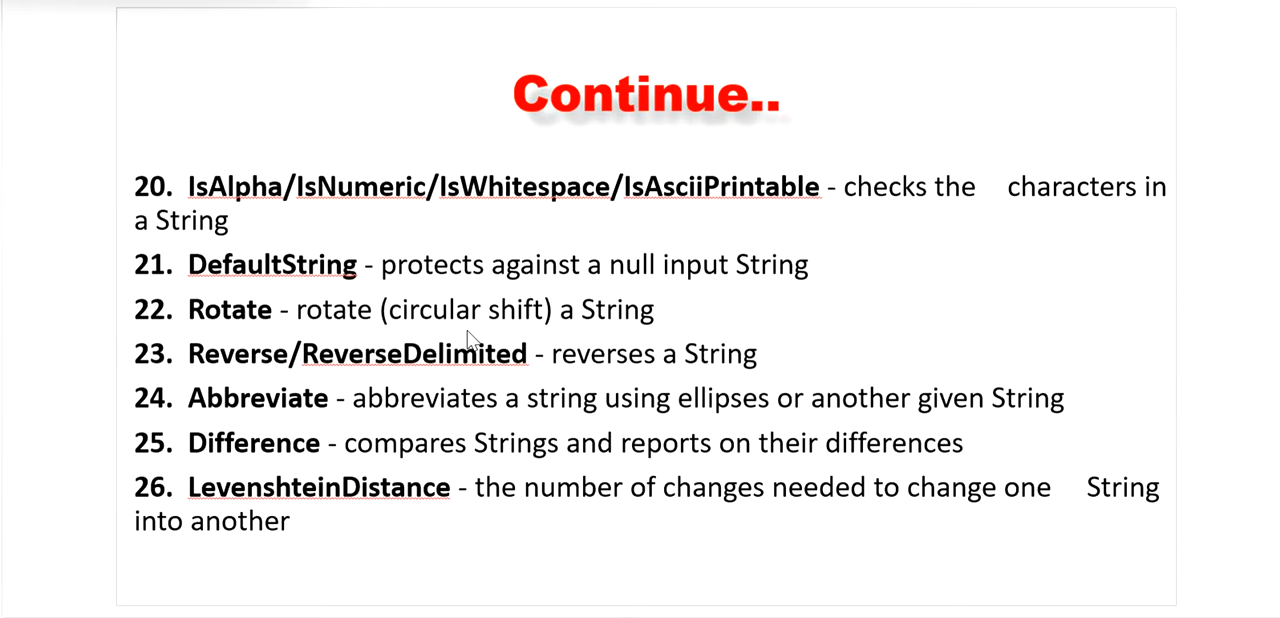 Continue..
20. IsAlpha/IsNumeric/IsWhitespace/IsAsciiPrintable - checks the characters in
a String
21. DefaultString - protects against a null input String
22. Rotate - rotate (circular shift) a String
23. Reverse/ReverseDelimited - reverses a String
24. Abbreviate - abbreviates a string using ellipses or another given String
25. Difference - compares Strings and reports on their differences
26. LevenshteinDistance - the number of changes needed to change one String
into another